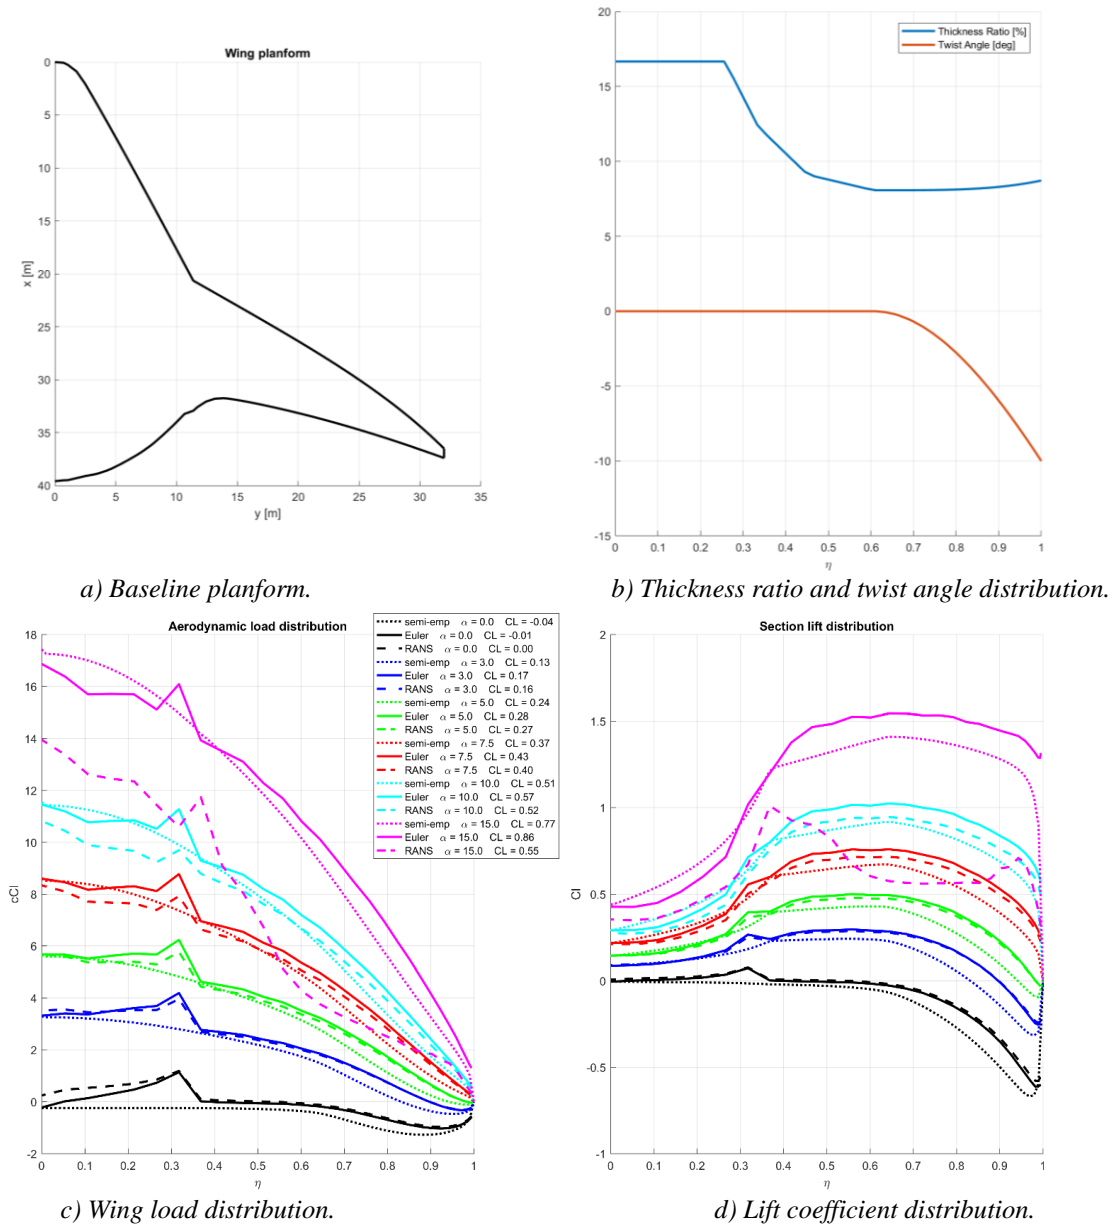 Wing planform
0
5
10
15
20
25
30
35
40
x [m]
0 5 10 15 20 25 30 35
y [m]
a) Baseline planform.
20
15
10
5
0
-5
-10
-15
Thickness Ratio [%]
Twist Angle [deg]
0 0.1 0.2 0.3 0.4 0.5 0.6 0.7 0.8 0.9 1
η
b) Thickness ratio and twist angle distribution.
Aerodynamic load distribution
18
16
14
12
10
8
6
4
2
0
-2
cCl
semi-emp α = 0.0 CL = -0.04
Euler α = 0.0 CL = -0.01
RANS α = 0.0 CL = 0.00
semi-emp α = 3.0 CL = 0.13
Euler α = 3.0 CL = 0.17
RANS α = 3.0 CL = 0.16
semi-emp α = 5.0 CL = 0.24
Euler α = 5.0 CL = 0.28
RANS α = 5.0 CL = 0.27
semi-emp α = 7.5 CL = 0.37
Euler α = 7.5 CL = 0.43
RANS α = 7.5 CL = 0.40
semi-emp α = 10.0 CL = 0.51
Euler α = 10.0 CL = 0.57
RANS α = 10.0 CL = 0.52
semi-emp α = 15.0 CL = 0.77
Euler α = 15.0 CL = 0.86
RANS α = 15.0 CL = 0.55
0 0.1 0.2 0.3 0.4 0.5 0.6 0.7 0.8 0.9 1
η
c) Wing load distribution.
Section lift distribution
2
1.5
1
0.5
0
-0.5
-1
Cl
0 0.1 0.2 0.3 0.4 0.5 0.6 0.7 0.8 0.9 1
η
d) Lift coefficient distribution.